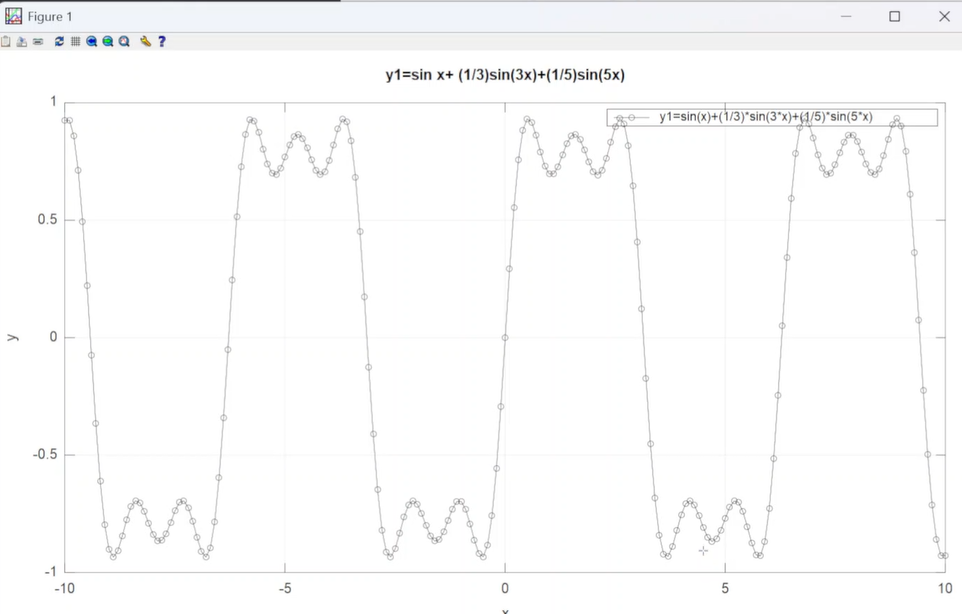 Figure 1
y1=sin x+ (1/3)sin(3x)+(1/5)sin(5x)
y1=sin(x)+(1/3)*sin(3*x)+(1/5)*sin(5*x)
1
0.5
0
-0.5
-1
y
-10
-5
0
5
10
x